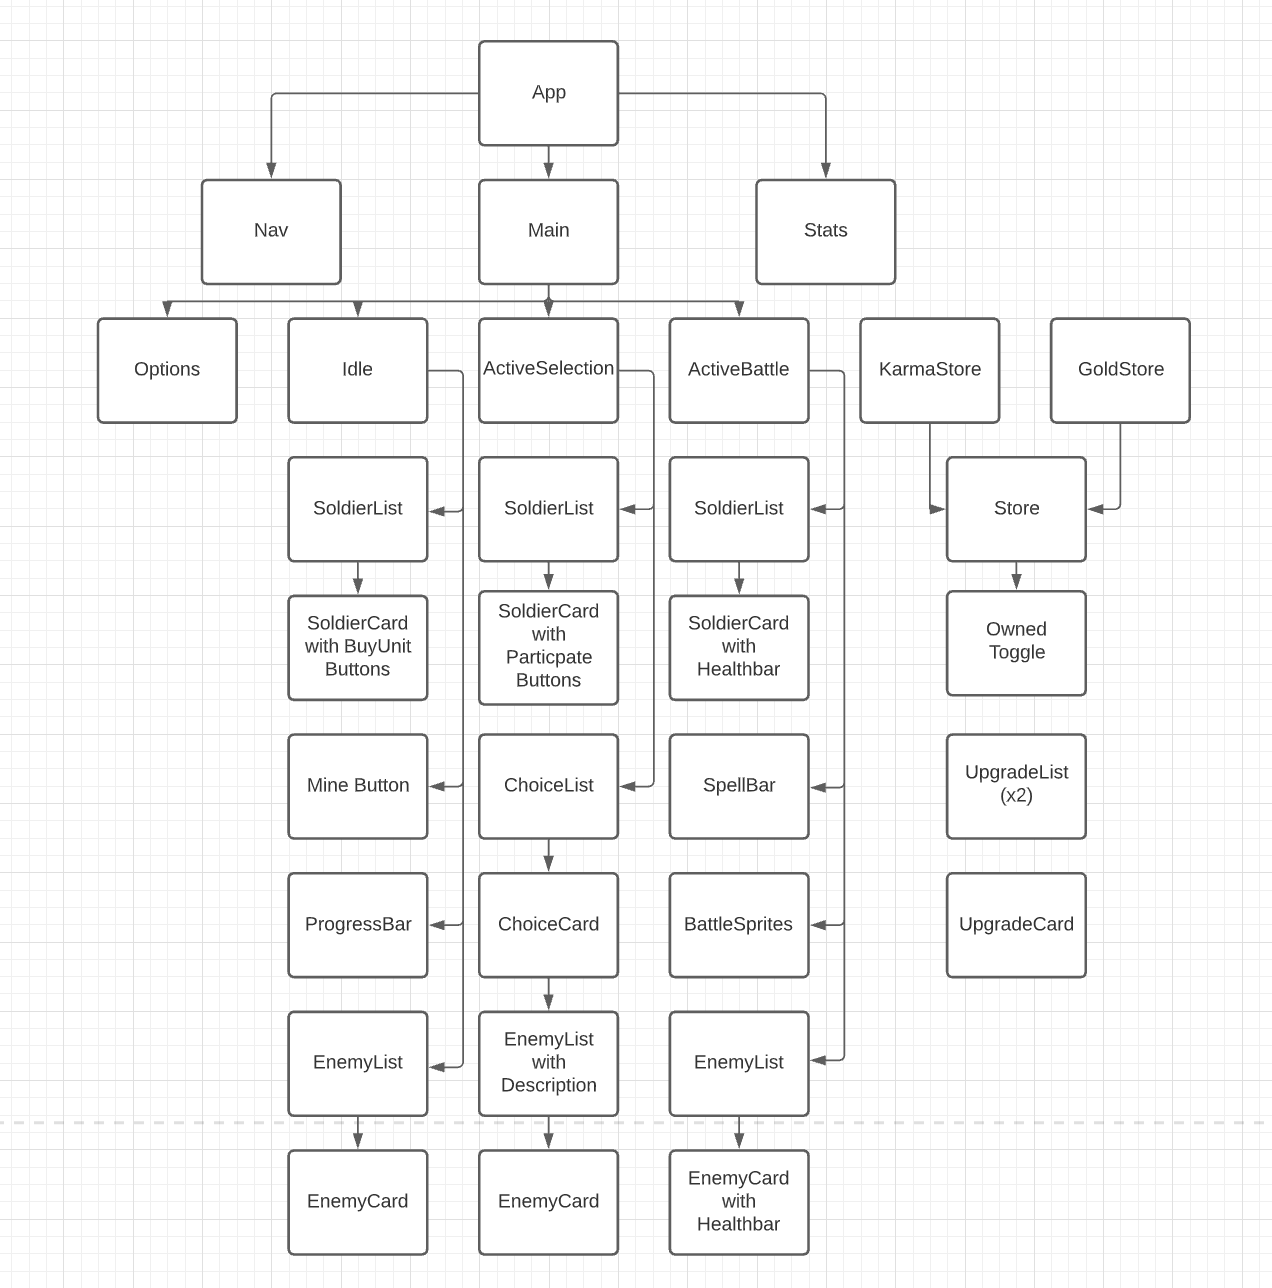 App
Nav
Main
Stats
Options
Idle
ActiveSelection
ActiveBattle
KarmaStore
GoldStore
SoldierList
SoldierList
SoldierList
Store
SoldierCard
with BuyUnit
Buttons
SoldierCard
with
Particpate
Buttons
SoldierCard
with
Healthbar
Owned
Toggle
Mine Button
ChoiceList
SpellBar
UpgradeList
(x2)
ProgressBar
ChoiceCard
BattleSprites
UpgradeCard
EnemyList
EnemyList
with
Description
EnemyList
EnemyCard
EnemyCard
EnemyCard
with
Healthbar